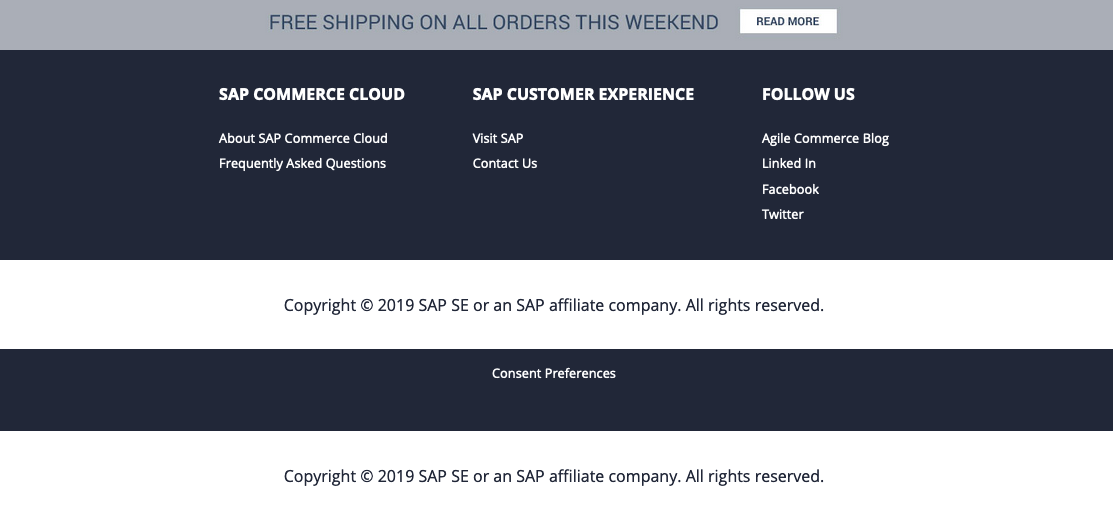 FREE SHIPPING ON ALL ORDERS THIS WEEKEND
READ MORE
SAP COMMERCE CLOUD
About SAP Commerce Cloud
Frequently Asked Questions
SAP CUSTOMER EXPERIENCE
Visit SAP
Contact Us
FOLLOW US
Agile Commerce Blog
Linked In
Facebook
Twitter
Copyright © 2019 SAP SE or an SAP affiliate company. All rights reserved.
Consent Preferences
Copyright © 2019 SAP SE or an SAP affiliate company. All rights reserved.